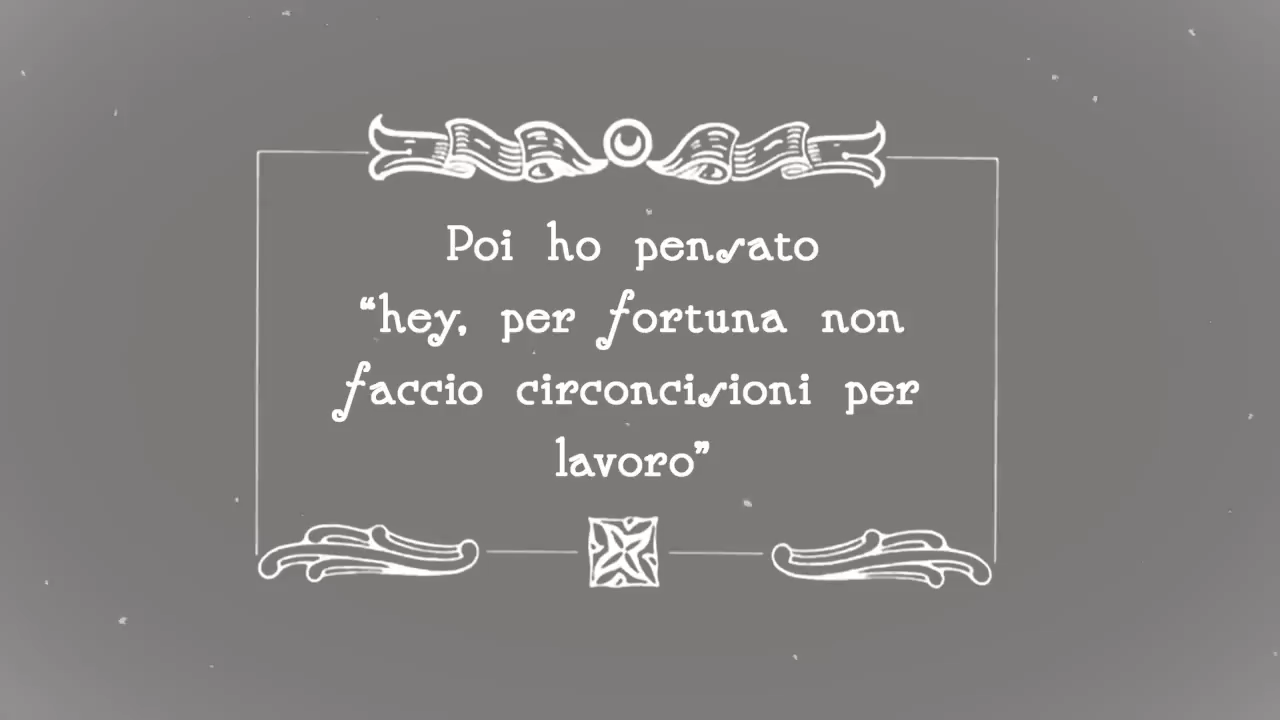 Poi ho pensato
“hey, per fortuna non
faccio circoncisioni per
lavoro”